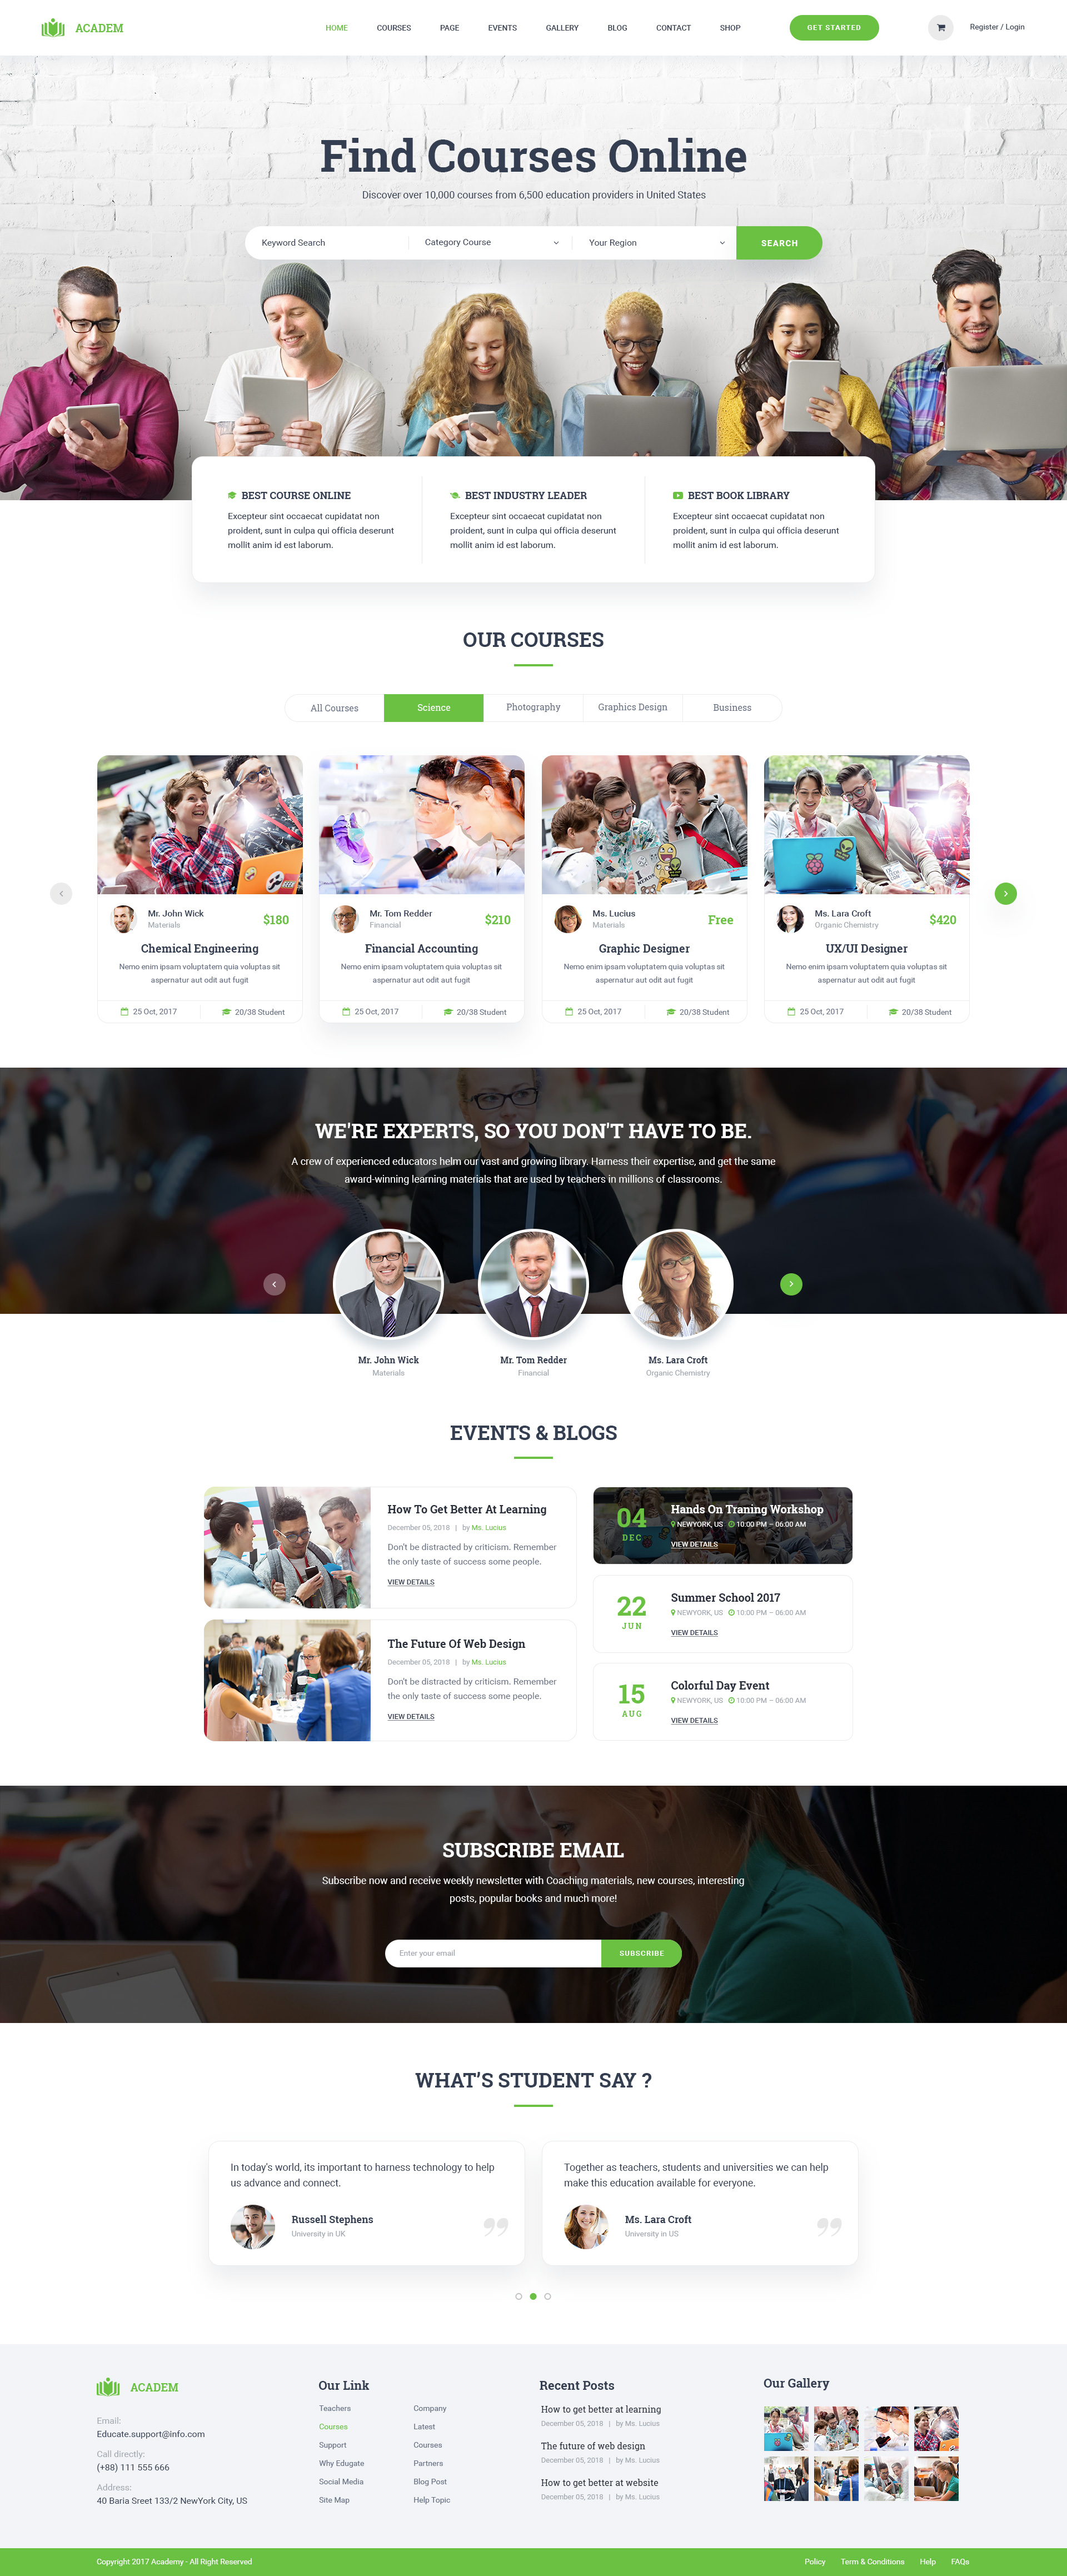 ACADEM
HOME COURSES PAGE EVENTS GALLERY BLOG CONTACT SHOP
GET STARTED
Register / Login
Find Courses Online
Discover over 10,000 courses from 6,500 education providers in United States
Keyword Search
Category Course
Your Region
SEARCH
BEST COURSE ONLINE
Excepteur sint occaecat cupidatat non
proident, sunt in culpa qui officia deserunt
mollit anim id est laborum.
BEST INDUSTRY LEADER
Excepteur sint occaecat cupidatat non
proident, sunt in culpa qui officia deserunt
mollit anim id est laborum.
BEST BOOK LIBRARY
Excepteur sint occaecat cupidatat non
proident, sunt in culpa qui officia deserunt
mollit anim id est laborum.
OUR COURSES
All Courses
Science
Photography
Graphics Design
Business
Mr. John Wick
Materials
$180
Chemical Engineering
Nemo enim ipsam voluptatem quia voluptas sit
aspernatur aut odit aut fugit
25 Oct, 2017
20/38 Student
Mr. Tom Redder
Financial
$210
Financial Accounting
Nemo enim ipsam voluptatem quia voluptas sit
aspernatur aut odit aut fugit
25 Oct, 2017
20/38 Student
Ms. Lucius
Materials
Free
Graphic Designer
Nemo enim ipsam voluptatem quia voluptas sit
aspernatur aut odit aut fugit
25 Oct, 2017
20/38 Student
Ms. Lara Croft
Organic Chemistry
$420
UX/UI Designer
Nemo enim ipsam voluptatem quia voluptas sit
aspernatur aut odit aut fugit
25 Oct, 2017
20/38 Student
WE'RE EXPERTS, SO YOU DON'T HAVE TO BE.
A crew of experienced educators helm our vast and growing library. Harness their expertise, and get the same
award-winning learning materials that are used by teachers in millions of classrooms.
Mr. John Wick
Materials
Mr. Tom Redder
Financial
Ms. Lara Croft
Organic Chemistry
EVENTS & BLOGS
How To Get Better At Learning
December 05, 2018 | by Ms. Lucius
Don't be distracted by criticism. Remember
the only taste of success some people.
VIEW DETAILS
The Future Of Web Design
December 05, 2018 | by Ms. Lucius
Don't be distracted by criticism. Remember
the only taste of success some people.
VIEW DETAILS
04
DEC
Hands On Traning Workshop
NEWYORK, US 10:00 PM – 06:00 AM
VIEW DETAILS
22
JUN
Summer School 2017
NEWYORK, US 10:00 PM – 06:00 AM
VIEW DETAILS
15
AUG
Colorful Day Event
NEWYORK, US 10:00 PM – 06:00 AM
VIEW DETAILS
SUBSCRIBE EMAIL
Subscribe now and receive weekly newsletter with Coaching materials, new courses, interesting
posts, popular books and much more!
Enter your email
SUBSCRIBE
WHAT'S STUDENT SAY ?
In today's world, its important to harness technology to help
us advance and connect.
Russell Stephens
University in UK
Together as teachers, students and universities we can help
make this education available for everyone.
Ms. Lara Croft
University in US
ACADEM
Email:
Educate.support@info.com
Call directly:
(+88) 111 555 666
Address:
40 Baria Sreet 133/2 NewYork City, US
Our Link
Teachers
Courses
Support
Why Edugate
Social Media
Site Map
Company
Latest
Courses
Partners
Blog Post
Help Topic
Recent Posts
How to get better at learning
December 05, 2018 | by Ms. Lucius
The future of web design
December 05, 2018 | by Ms. Lucius
How to get better at website
December 05, 2018 | by Ms. Lucius
Our Gallery
Copyright 2017 Academy - All Right Reserved
Policy Term & Conditions Help FAQs